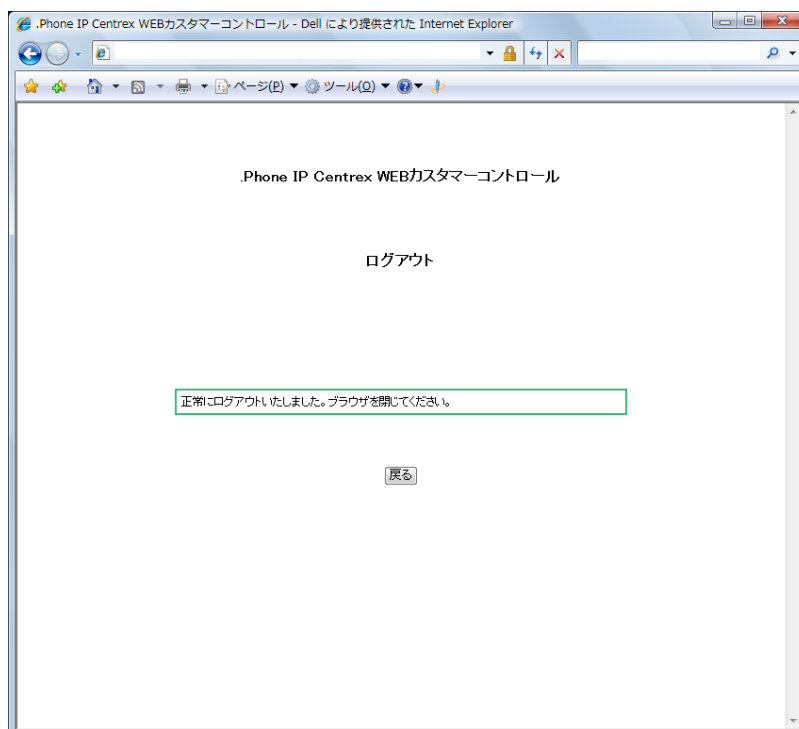 .Phone IP Centrex WEBカスタマーコントロール - Dell により提供された Internet Explorer
ページ(P) ツール(O)
.Phone IP Centrex WEBカスタマーコントロール
ログアウト
正常にログアウトいたしました。ブラウザを閉じてください。
戻る